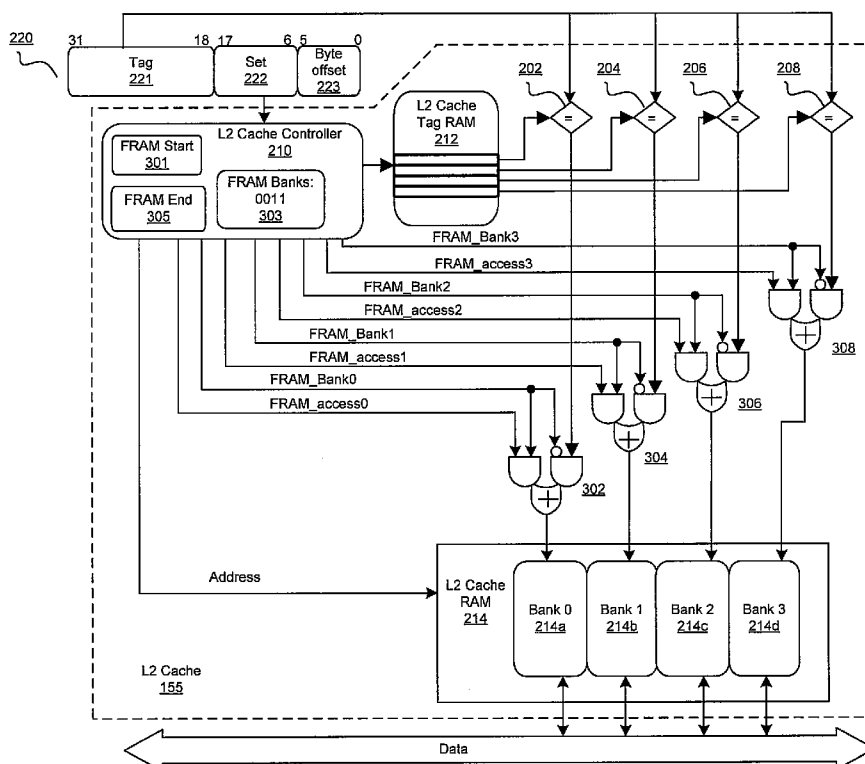 220
31
18
17
6
5
0
Tag
221
Set
222
Byte
offset
223
202
204
206
208
=
=
=
=
L2 Cache
Tag RAM
212
L2 Cache Controller
210
FRAM Start
301
FRAM End
305
FRAM Banks:
0011
303
FRAM_Bank3
FRAM_access3
FRAM_Bank2
FRAM_access2
FRAM_Bank1
FRAM_access1
FRAM_Bank0
FRAM_access0
+
308
+
306
+
304
+
302
Address
L2 Cache
RAM
214
Bank 0
214a
Bank 1
214b
Bank 2
214c
Bank 3
214d
L2 Cache
155
Data